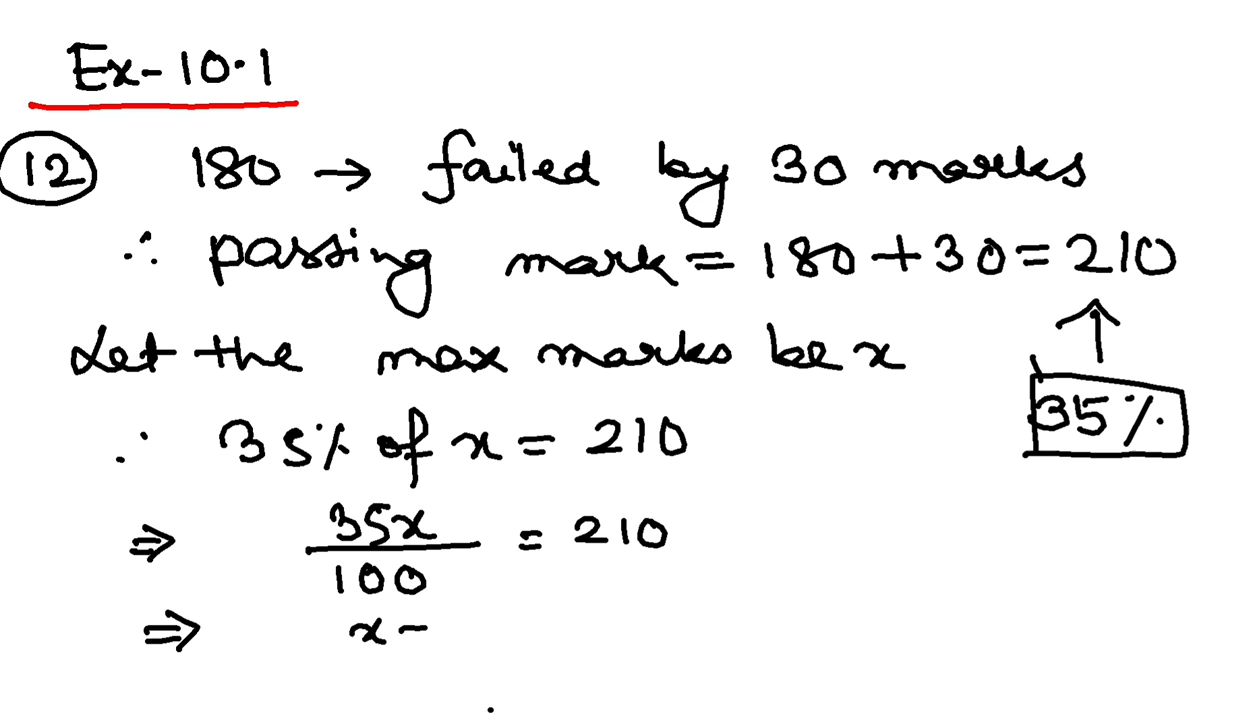 Ex-10.1
12 180 → failed by 30 marks
∴ passing mark = 180 + 30 = 210
↑
Let the max marks be x
35%
∴ 35% of x = 210
⇒ 35x/100 = 210
⇒ x -